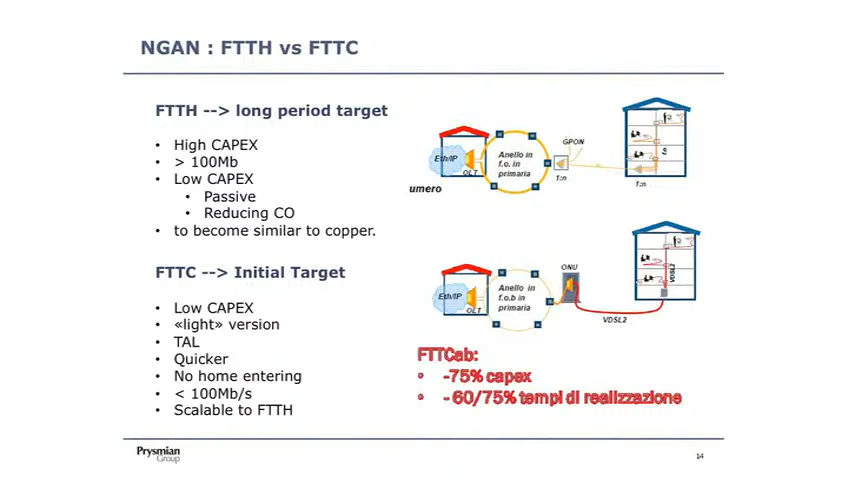 NGAN : FTTH vs FTTC
FTTH --> long period target
• High CAPEX
• > 100Mb
• Low CAPEX
• Passive
• Reducing CO
• to become similar to copper.
FTTC --> Initial Target
• Low CAPEX
• «light» version
• TAL
• Quicker
• No home entering
• < 100Mb/s
• Scalable to FTTH
Eth/IP
OLT
Anello in
f.o. in
primaria
GPON
1:n
1:n
umero
Eth/IP
OLT
Anello in
f.o.b in
primaria
ONU
VDSL2
VDSL2
FTTCab:
• -75% capex
• - 60/75% tempi di realizzazione
Prysmian
Group
14